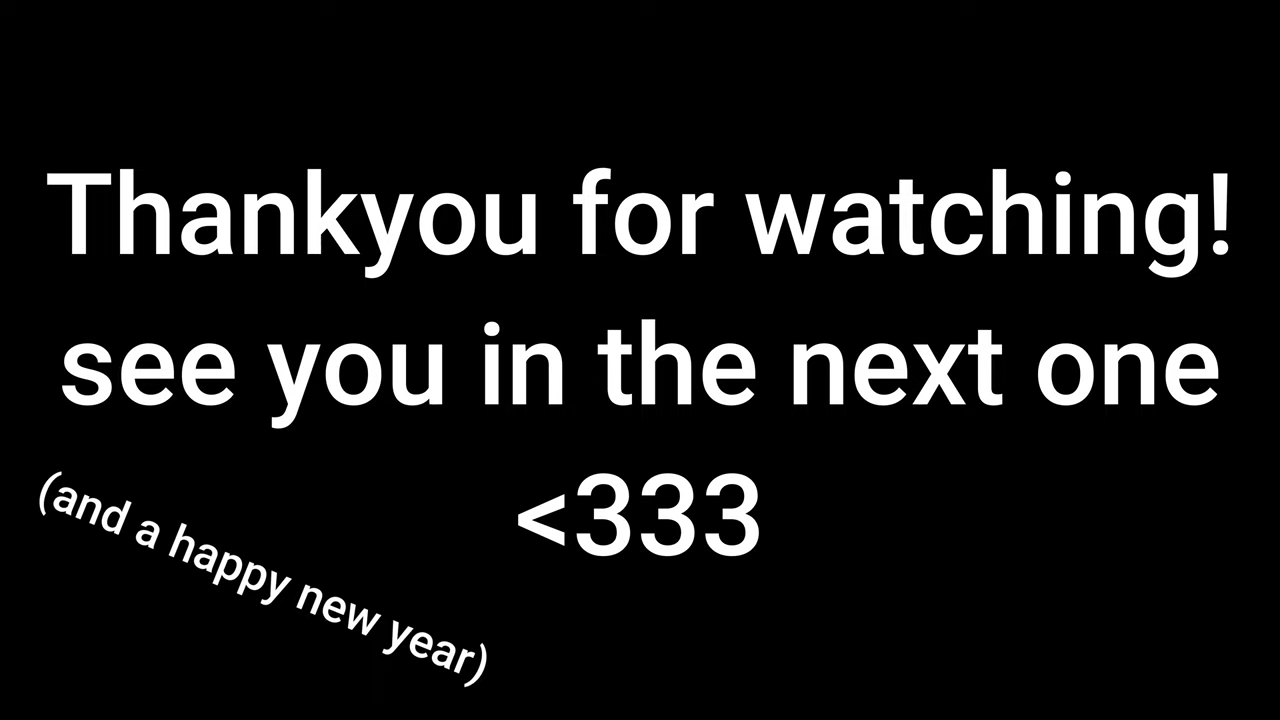 Thankyou for watching!
see you in the next one
<333
(and a happy new year)